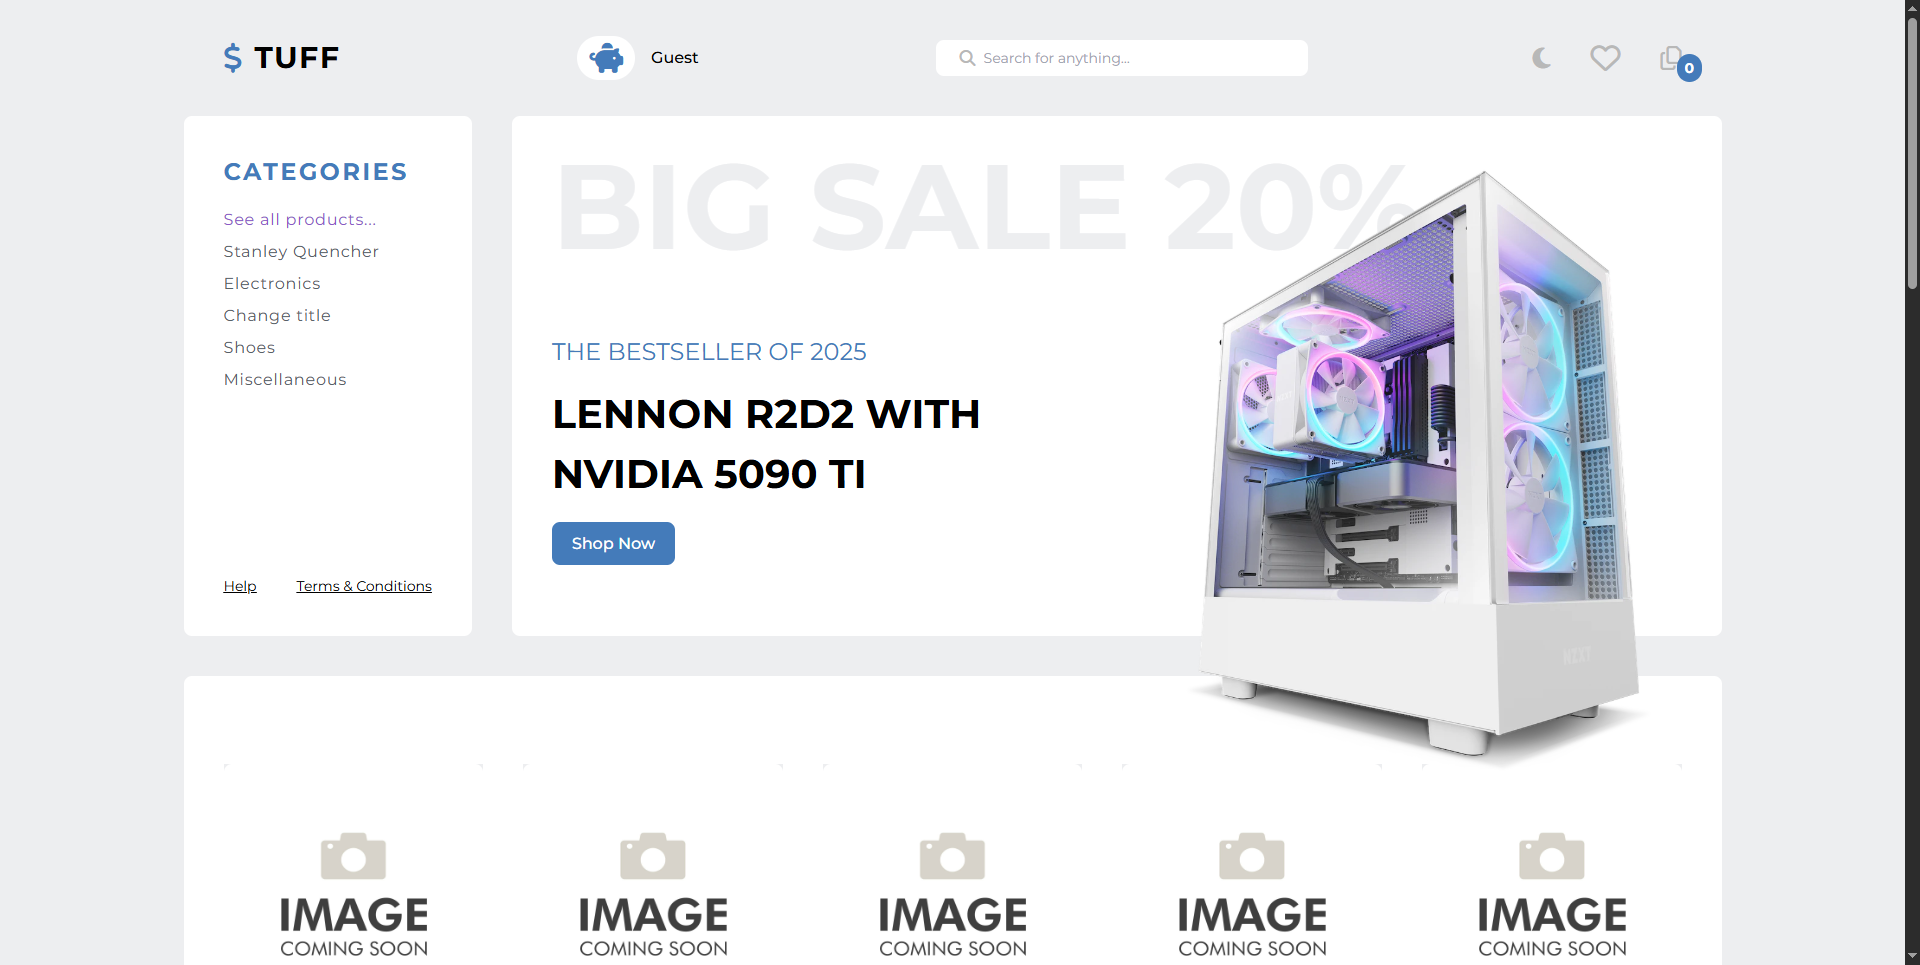 $ TUFF
Guest
Search for anything...
0
CATEGORIES
See all products...
Stanley Quencher
Electronics
Change title
Shoes
Miscellaneous
Help
Terms & Conditions
BIG SALE 20%
THE BESTSELLER OF 2025
LENNON R2D2 WITH
NVIDIA 5090 TI
Shop Now
NZXT
IMAGE
COMING SOON
IMAGE
COMING SOON
IMAGE
COMING SOON
IMAGE
COMING SOON
IMAGE
COMING SOON